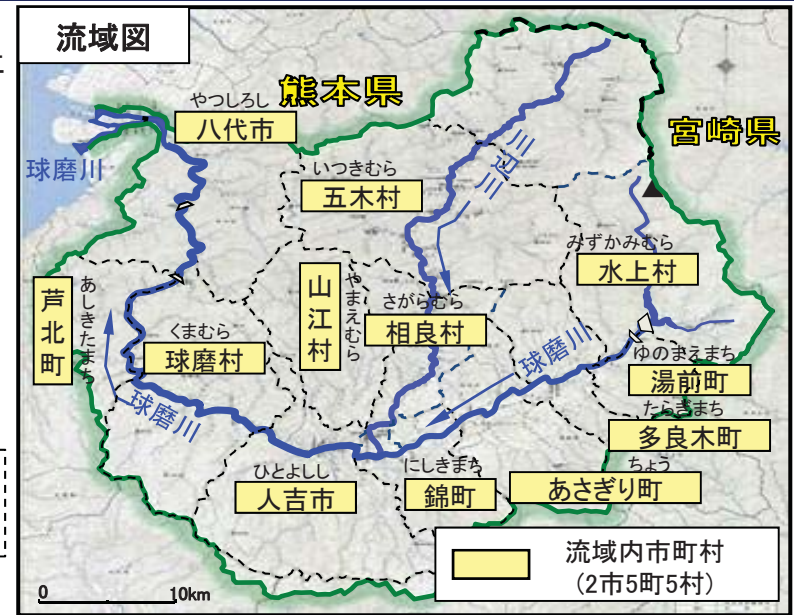 流域図
熊本県
宮崎県
やつしろし
八代市
球磨川
いつきむら
五木村
川辺川
みずかみむら
水上村
芦北町
あしきたまち
くまむら
球磨村
山江村
やまえむら
さがらむら
相良村
球磨川
ゆのまえまち
湯前町
球磨川
たらぎまち
多良木町
ひとよしし
人吉市
にしきまち
錦町
ちょう
あさぎり町
流域内市町村
(2市5町5村)
0 10km